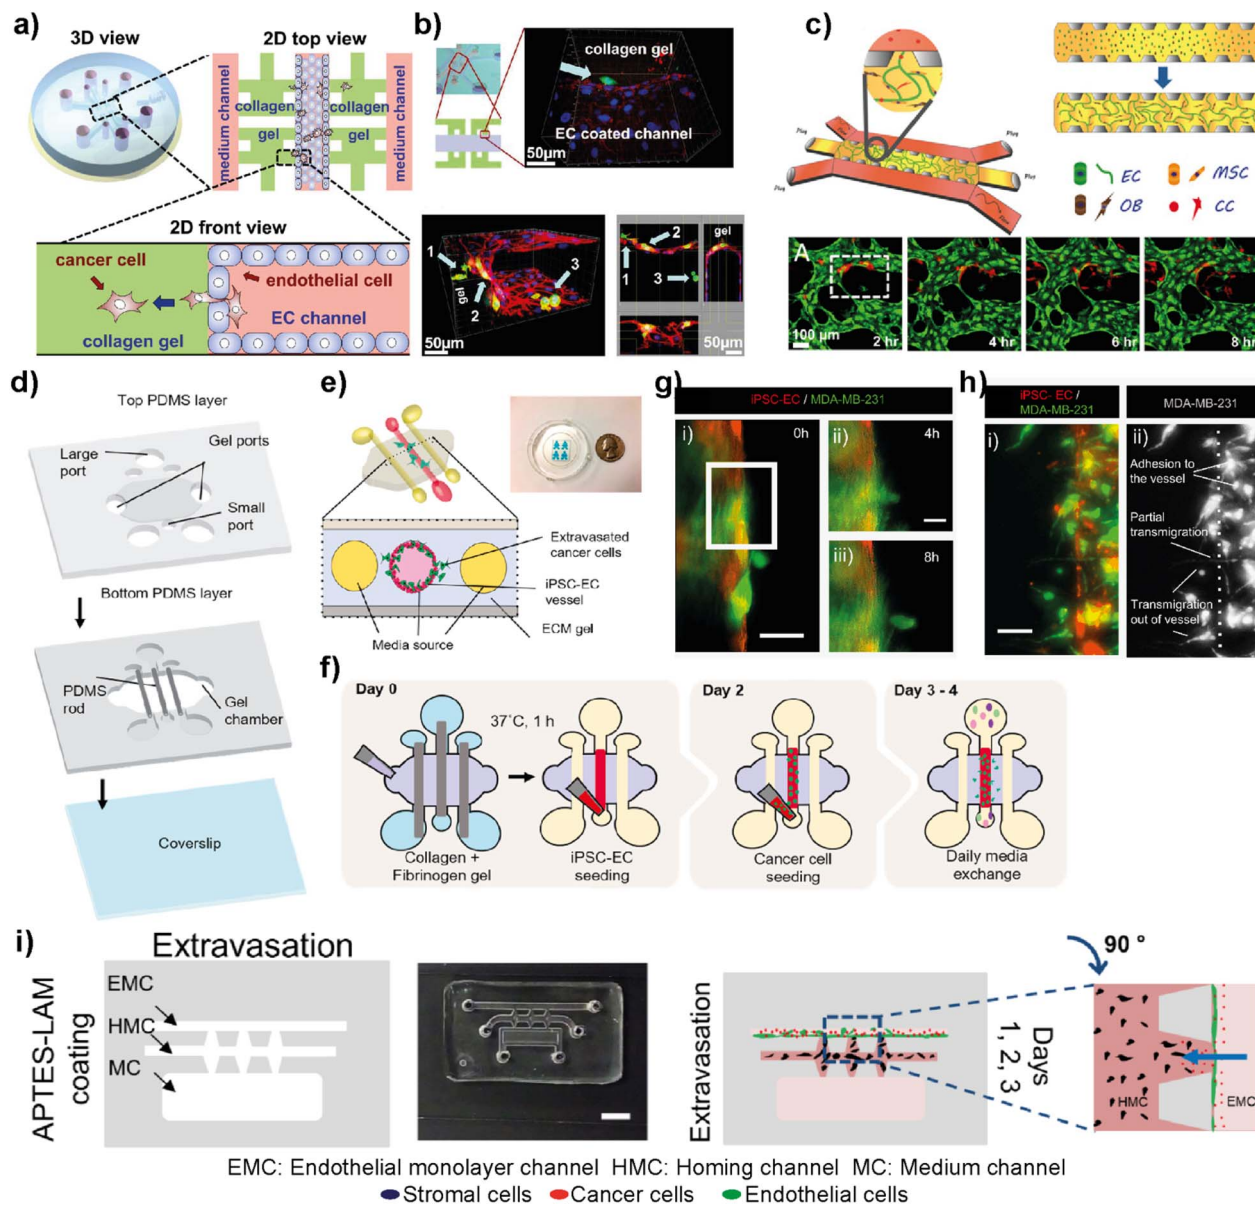 a)
3D view
2D top view
medium channel
collagen
gel
collagen
gel
medium channel
2D front view
cancer cell
endothelial cell
EC channel
collagen gel
b)
collagen gel
EC coated channel
50μm
1
gel
2
3
50μm
2
gel
1
3
50μm
c)
Plug
Plug
Plug
Plug
EC
MSC
OB
CC
A
100 μm
2 hr
4 hr
6 hr
8 hr
d)
Top PDMS layer
Gel ports
Large
port
Small
port
Bottom PDMS layer
PDMS
rod
Gel
chamber
Coverslip
e)
Extravasated
cancer cells
iPSC-EC
vessel
ECM gel
Media source
f)
Day 0
37°C, 1 h
Collagen +
Fibrinogen gel
iPSC-EC
seeding
Day 2
Cancer cell
seeding
Day 3 - 4
Daily media
exchange
g)
iPSC-EC / MDA-MB-231
i)
0h
ii)
4h
iii)
8h
h)
iPSC- EC /
MDA-MB-231
MDA-MB-231
i)
ii)
Adhesion to
the vessel
Partial
transmigration
Transmigration
out of vessel
i)
Extravasation
APTES-LAM
coating
EMC
HMC
MC
Extravasation
Days
1, 2, 3
90 °
HMC
EMC
EMC: Endothelial monolayer channel HMC: Homing channel MC: Medium channel
Stromal cells Cancer cells Endothelial cells